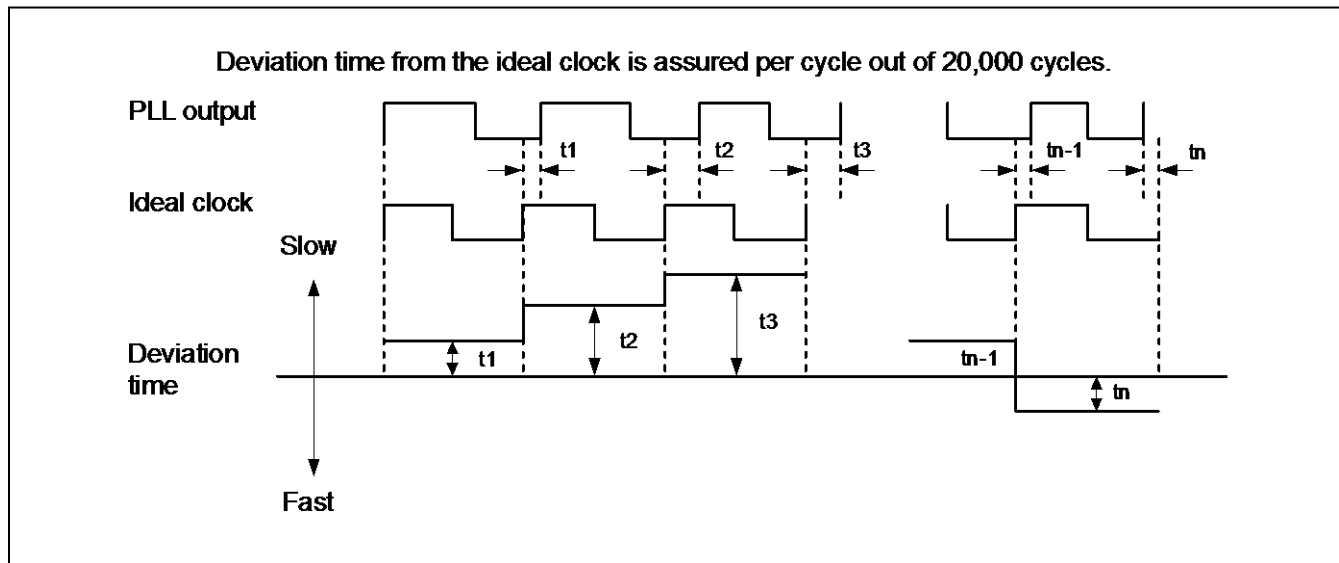 Deviation time from the ideal clock is assured per cycle out of 20,000 cycles.
PLL output
t1
t2
t3
tn-1
tn
Ideal clock
Slow
Deviation
time
t1
t2
t3
tn-1
tn
Fast